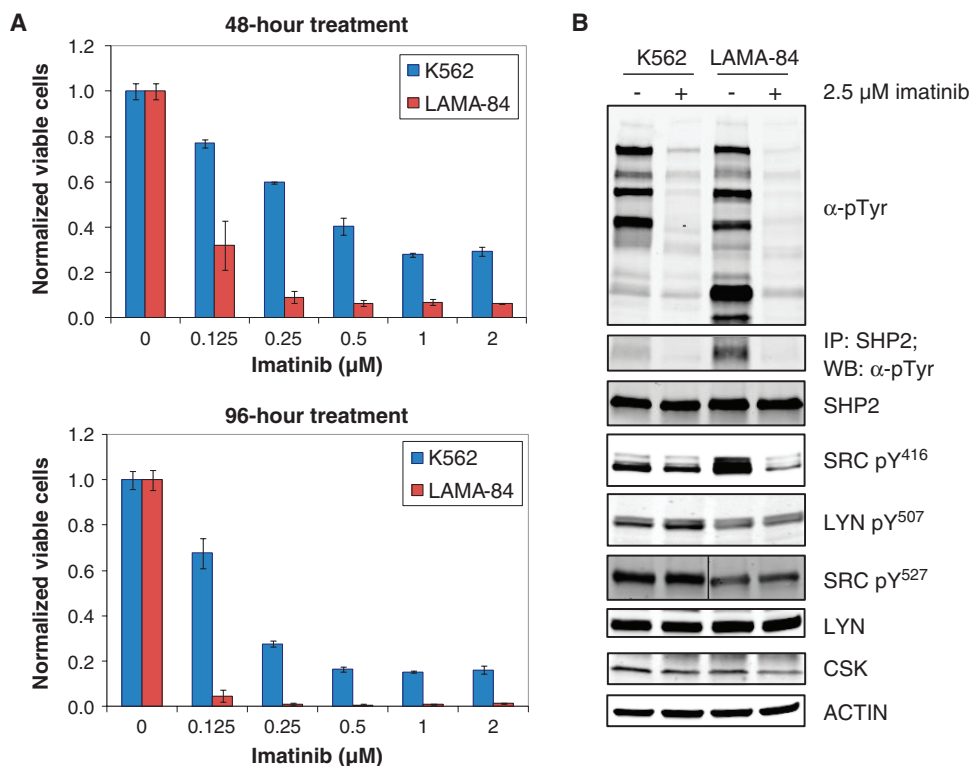 A
48-hour treatment
1.2
1.0
0.8
0.6
0.4
0.2
0.0
Normalized viable cells
K562
LAMA-84
0 0.125 0.25 0.5 1 2
Imatinib (µM)
96-hour treatment
1.2
1.0
0.8
0.6
0.4
0.2
0.0
Normalized viable cells
K562
LAMA-84
0 0.125 0.25 0.5 1 2
Imatinib (µM)
B
K562 LAMA-84
- + - + 2.5 µM imatinib
α-pTyr
IP: SHP2;
WB: α-pTyr
SHP2
SRC pY⁴¹⁶
LYN pY⁵⁰⁷
SRC pY⁵²⁷
LYN
CSK
ACTIN